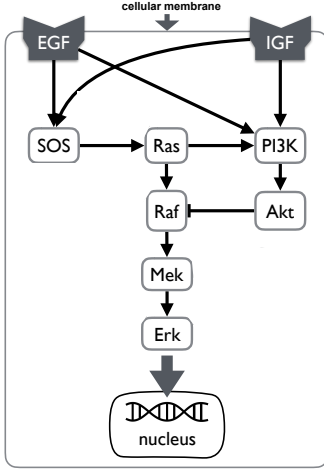 cellular membrane
EGF
IGF
SOS
Ras
PI3K
Raf
Akt
Mek
Erk
nucleus